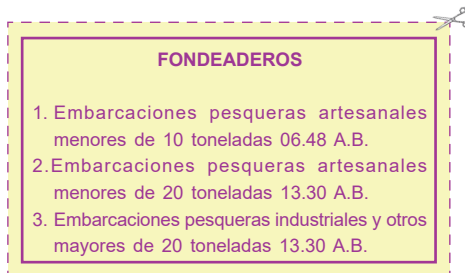 FONDEADEROS
1. Embarcaciones pesqueras artesanales
menores de 10 toneladas 06.48 A.B.
2.Embarcaciones pesqueras artesanales
menores de 20 toneladas 13.30 A.B.
3. Embarcaciones pesqueras industriales y otros
mayores de 20 toneladas 13.30 A.B.